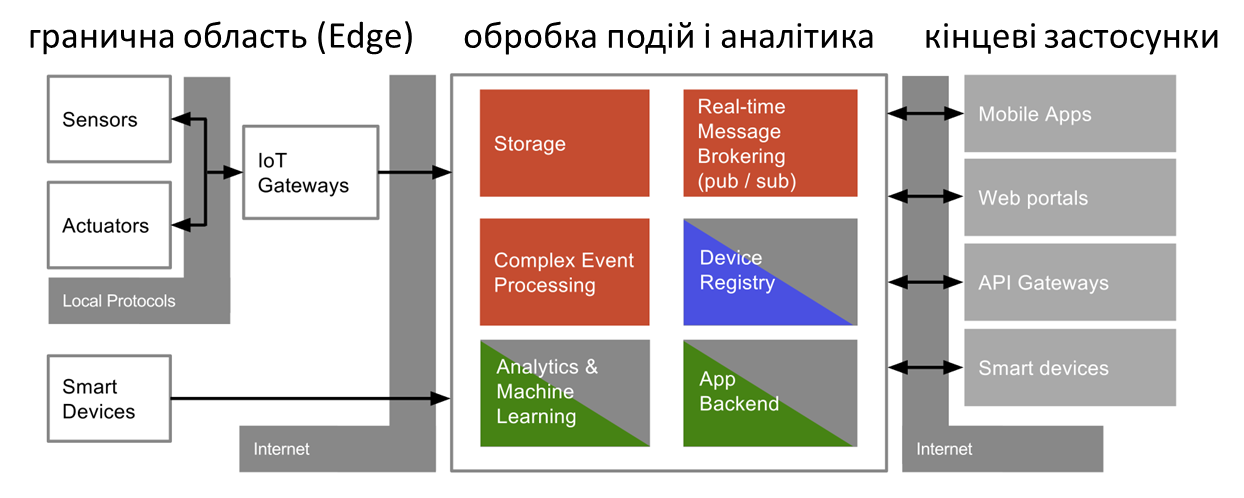 гранична область (Edge)
обробка подій і аналітика
кінцеві застосунки
Sensors
Actuators
Local Protocols
IoT
Gateways
Smart
Devices
Internet
Storage
Real-time
Message
Brokering
(pub / sub)
Complex Event
Processing
Device
Registry
Analytics &
Machine
Learning
App
Backend
Mobile Apps
Web portals
API Gateways
Smart devices
Internet